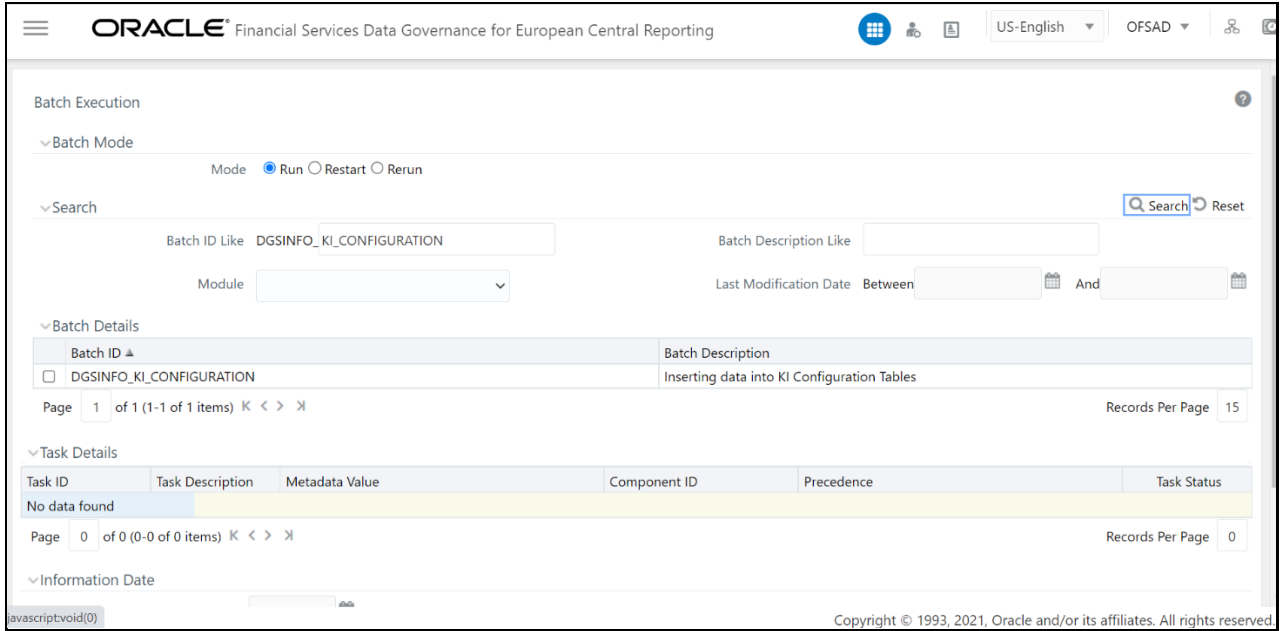 ORACLE® Financial Services Data Governance for European Central Reporting US-English OFSAD
Batch Execution
Batch Mode
Mode Run Restart Rerun
Search Search Reset
Batch ID Like DGSINFO_ KI_CONFIGURATION Batch Description Like
Module Last Modification Date Between And
Batch Details
Batch ID Batch Description
DGSINFO_KI_CONFIGURATION Inserting data into KI Configuration Tables
Page 1 of 1 (1-1 of 1 items) Records Per Page 15
Task Details
Task ID Task Description Metadata Value Component ID Precedence Task Status
No data found
Page 0 of 0 (0-0 of 0 items) Records Per Page 0
Information Date
javascript:void(0) Copyright © 1993, 2021, Oracle and/or its affiliates. All rights reserved.